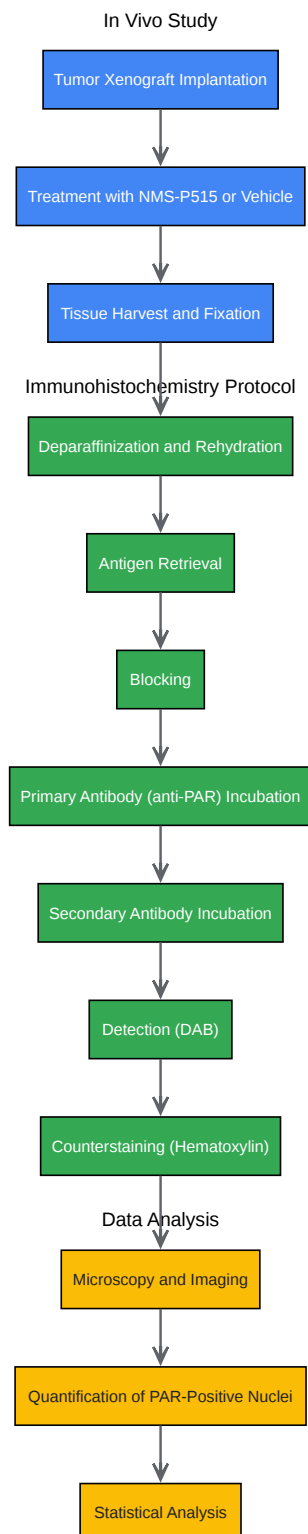 In Vivo Study
Tumor Xenograft Implantation
Treatment with NMS-P515 or Vehicle
Tissue Harvest and Fixation
Immunohistochemistry Protocol
Deparaffinization and Rehydration
Antigen Retrieval
Blocking
Primary Antibody (anti-PAR) Incubation
Secondary Antibody Incubation
Detection (DAB)
Counterstaining (Hematoxylin)
Data Analysis
Microscopy and Imaging
Quantification of PAR-Positive Nuclei
Statistical Analysis